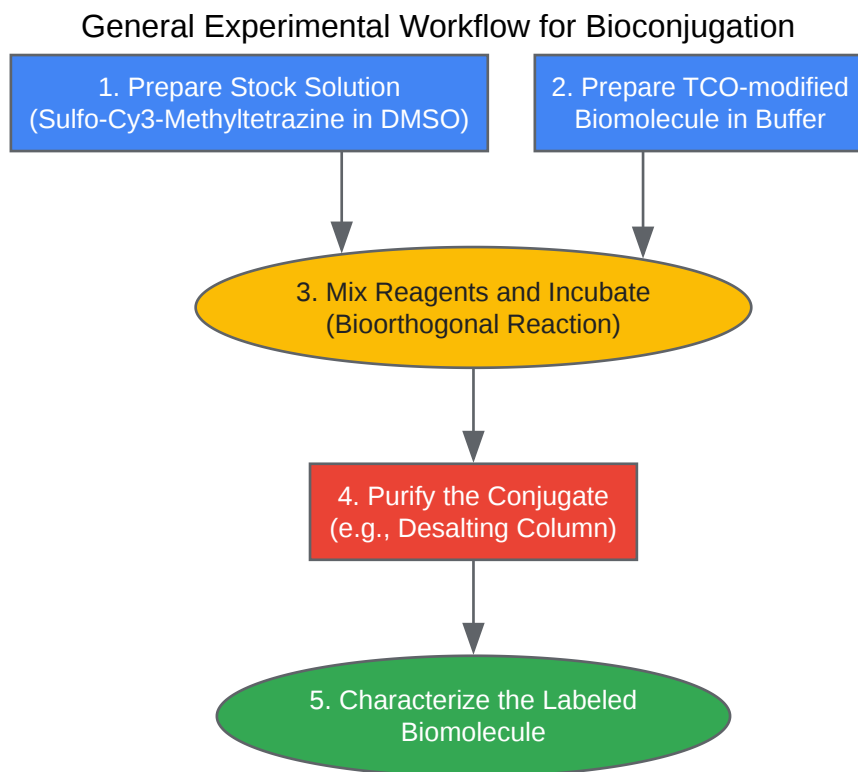 General Experimental Workflow for Bioconjugation
1. Prepare Stock Solution
(Sulfo-Cy3-Methyltetrazine in DMSO)
2. Prepare TCO-modified
Biomolecule in Buffer
3. Mix Reagents and Incubate
(Bioorthogonal Reaction)
4. Purify the Conjugate
(e.g., Desalting Column)
5. Characterize the Labeled
Biomolecule